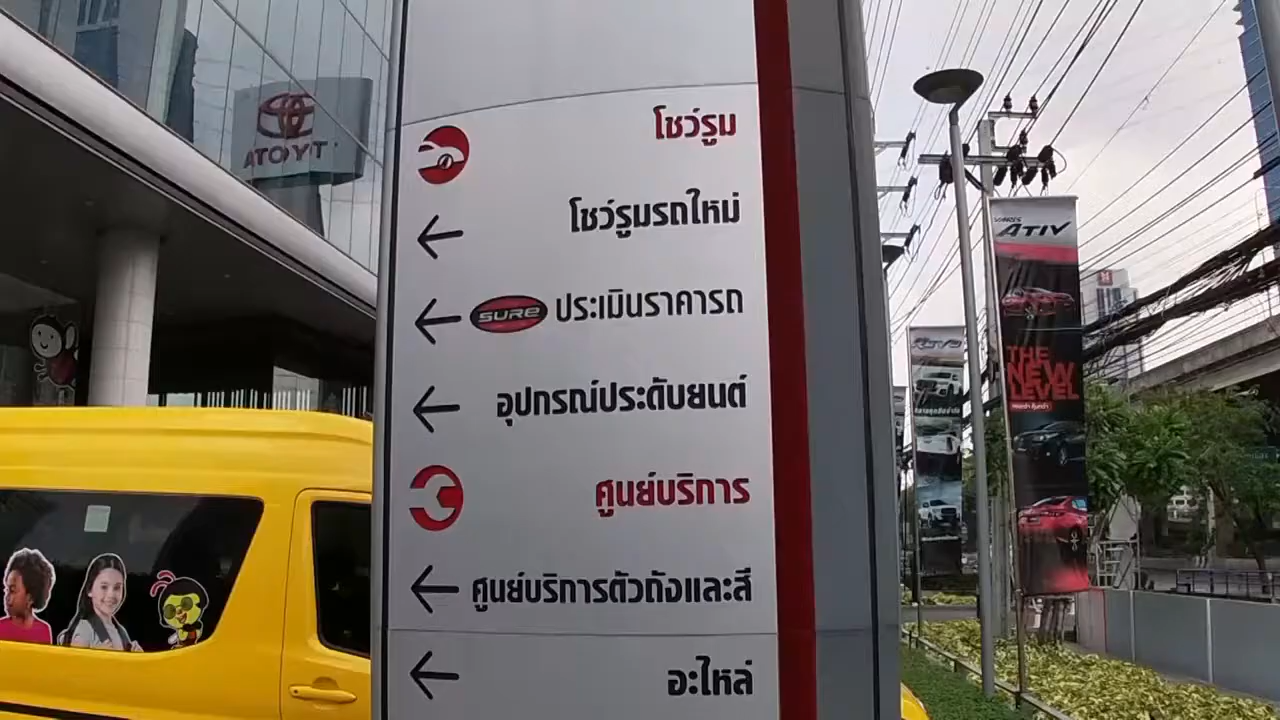 โชว์รูม
โชว์รูมรถใหม่
SURE ประเมินราคารถ
อุปกรณ์ประดับยนต์
ศูนย์บริการ
ศูนย์บริการตัวถังและสี
อะไหล่
YARIS
ATIV
THE
NEW
LEVEL